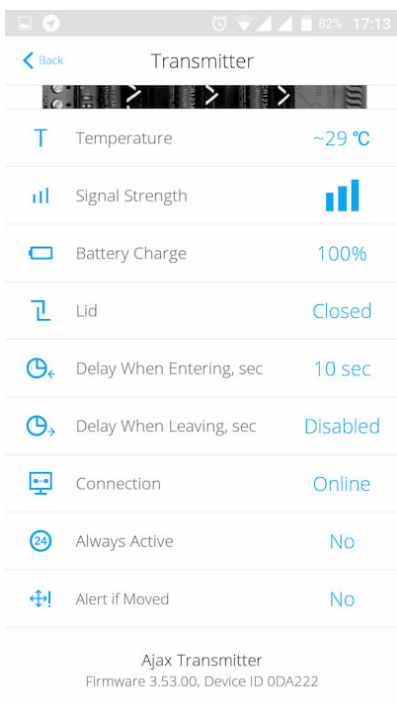 82% 17:13
Back Transmitter
T Temperature ~29 °C
Signal Strength
Battery Charge 100%
Lid Closed
Delay When Entering, sec 10 sec
Delay When Leaving, sec Disabled
Connection Online
24 Always Active No
Alert if Moved No
Ajax Transmitter
Firmware 3.53.00, Device ID 0DA222